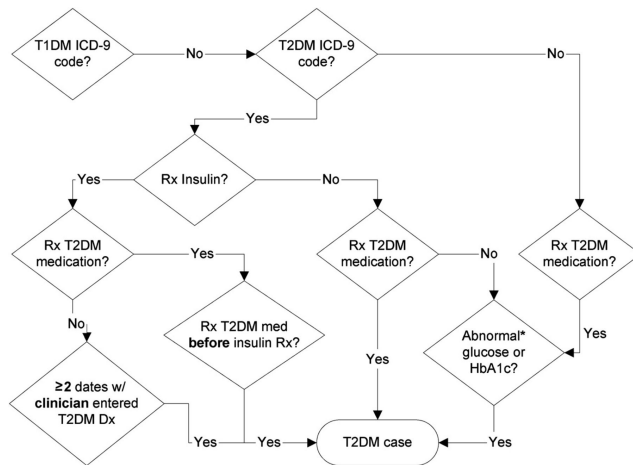 T1DM ICD-9
code?
No
T2DM ICD-9
code?
No
Yes
Rx Insulin?
Yes
No
Rx T2DM
medication?
Yes
Rx T2DM
medication?
No
Rx T2DM
medication?
No
Rx T2DM med
before insulin
Rx?
Yes
Abnormal*
glucose or
HbA1c?
Yes
≥2 dates w/
clinician entered
T2DM Dx
Yes
Yes
T2DM case
Yes